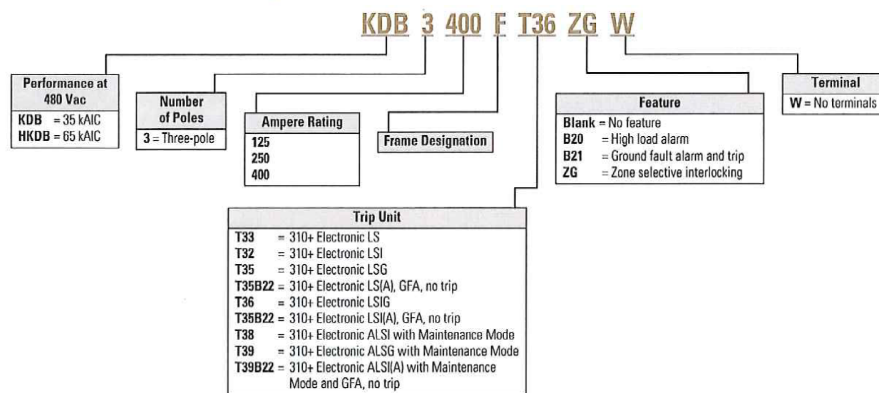 KDB 3 400 F T36 ZG W
Performance at
480 Vac
KDB = 35 kAIC
HKDB = 65 kAIC
Number
of Poles
3 = Three-pole
Ampere Rating
125
250
400
Frame Designation
Trip Unit
T33 = 310+ Electronic LS
T32 = 310+ Electronic LSI
T35 = 310+ Electronic LSG
T35B22 = 310+ Electronic LS(A), GFA, no trip
T36 = 310+ Electronic LSIG
T35B22 = 310+ Electronic LSI(A), GFA, no trip
T38 = 310+ Electronic ALSI with Maintenance Mode
T39 = 310+ Electronic ALSG with Maintenance Mode
T39B22 = 310+ Electronic ALSI(A) with Maintenance
Mode and GFA, no trip
Feature
Blank = No feature
B20 = High load alarm
B21 = Ground fault alarm and trip
ZG = Zone selective interlocking
Terminal
W = No terminals